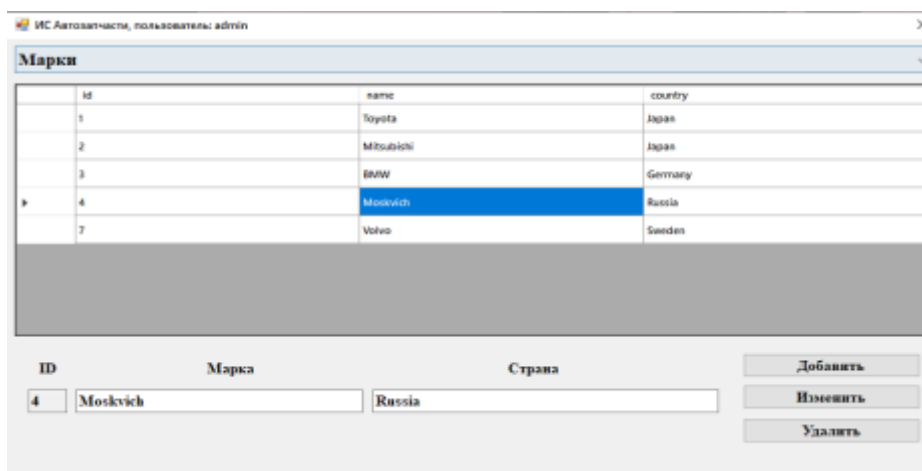 ИС Автозапчасти, пользователь: admin
Марки
id name country
1 Toyota Japan
2 Mitsubishi Japan
3 BMW Germany
4 Moskvich Russia
7 Volvo Sweden
ID Марка Страна Добавить
4 Moskvich Russia Изменить
Удалить